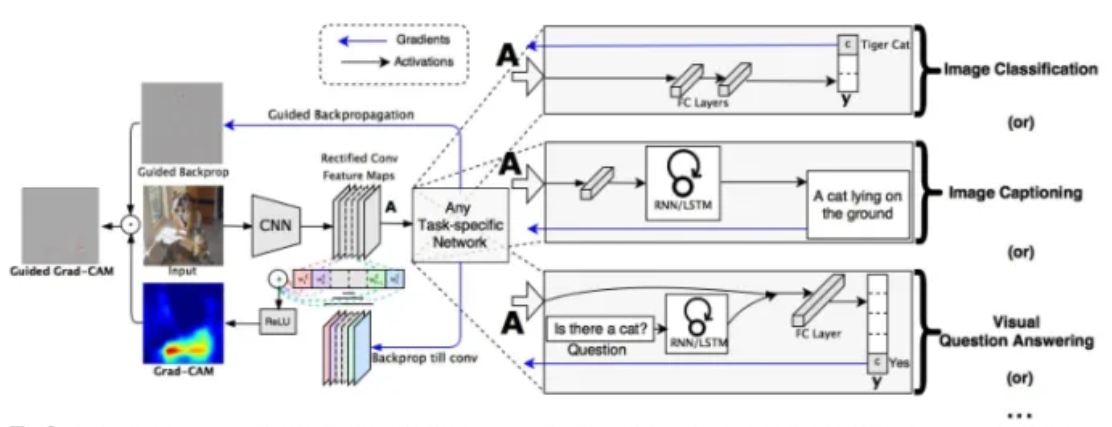 Gradients
Activations
A
c
Tiger Cat
FC Layers
y
Image Classification
(or)
Guided Backpropagation
Guided Backprop
Rectified Conv
Feature Maps
A
RNN/LSTM
A cat lying on
the ground
Image Captioning
(or)
CNN
A
Any
Task-specific
Network
Guided Grad-CAM
Input
+
ReLU
Grad-CAM
Backprop till conv
A
Is there a cat?
Question
RNN/LSTM
FC Layer
c
Yes
y
Visual
Question Answering
(or)
...